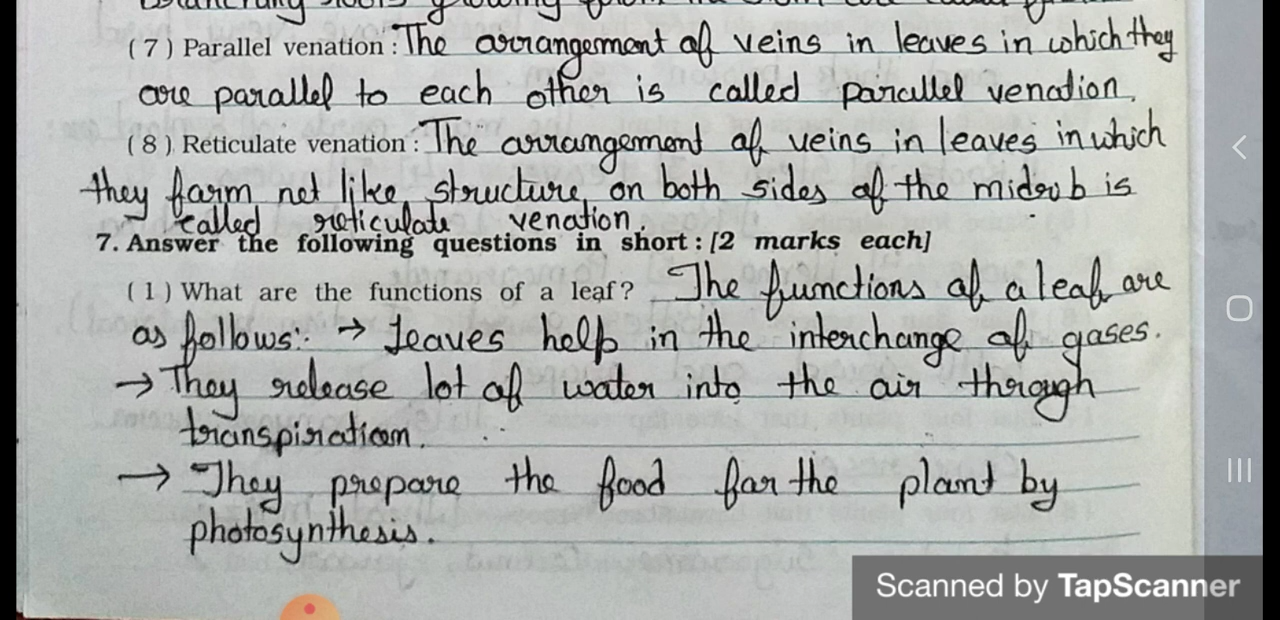 (7) Parallel venation : The arrangement of veins in leaves in which they
are parallel to each other is called parallel venation.
(8) Reticulate venation : The arrangement of veins in leaves in which
they form net like structure on both sides of the midrib is
called reticulate venation.
7. Answer the following questions in short : [2 marks each]
(1) What are the functions of a leaf? The functions of a leaf are
as follows: → Leaves help in the interchange of gases.
→ They release lot of water into the air through
transpiration.
→ They prepare the food for the plant by
photosynthesis.
Scanned by TapScanner